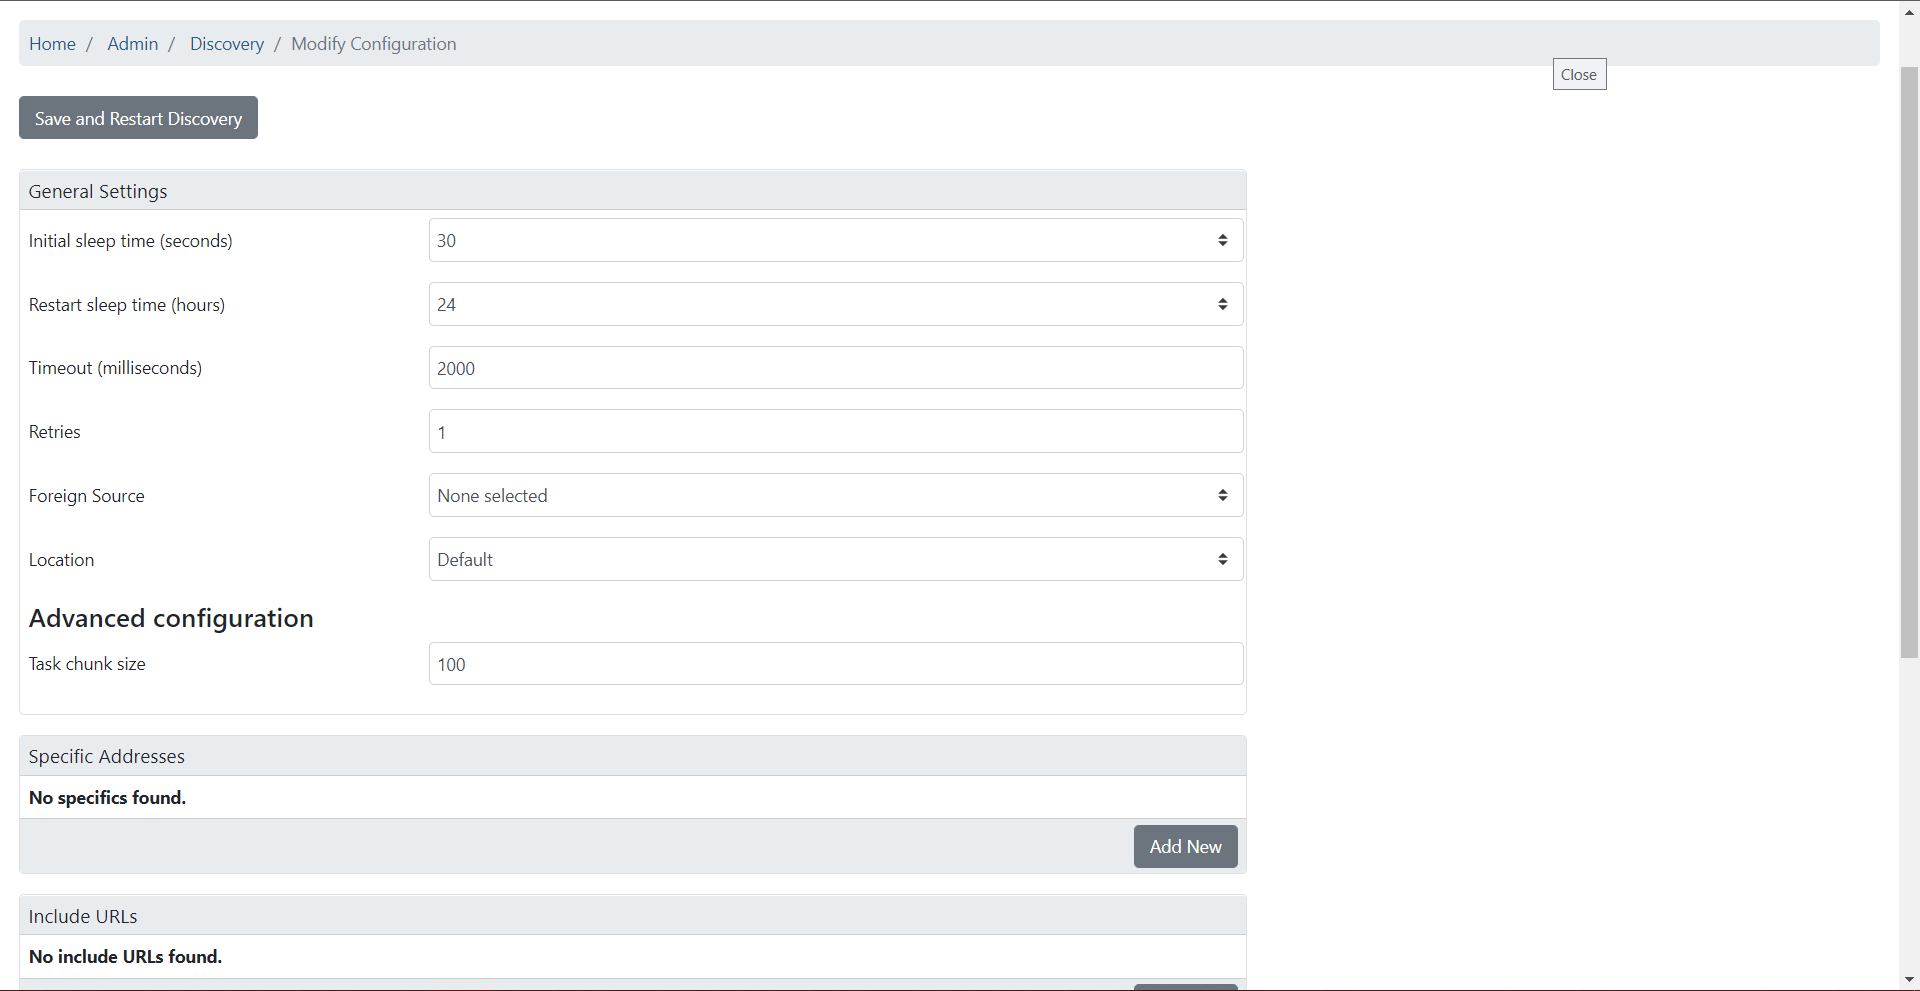 Home / Admin / Discovery / Modify Configuration
Close
Save and Restart Discovery
General Settings
Initial sleep time (seconds) 30
Restart sleep time (hours) 24
Timeout (milliseconds) 2000
Retries 1
Foreign Source None selected
Location Default
Advanced configuration
Task chunk size 100
Specific Addresses
No specifics found.
Add New
Include URLs
No include URLs found.